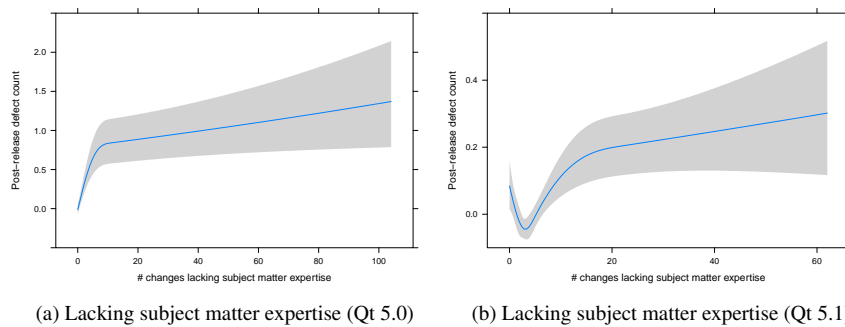 2.0
1.5
1.0
0.5
0.0
Post−release defect count
0 20 40 60 80 100
# changes lacking subject matter expertise
(a) Lacking subject matter expertise (Qt 5.0)
0.4
0.2
0.0
Post−release defect count
0 20 40 60
# changes lacking subject matter expertise
(b) Lacking subject matter expertise (Qt 5.1)